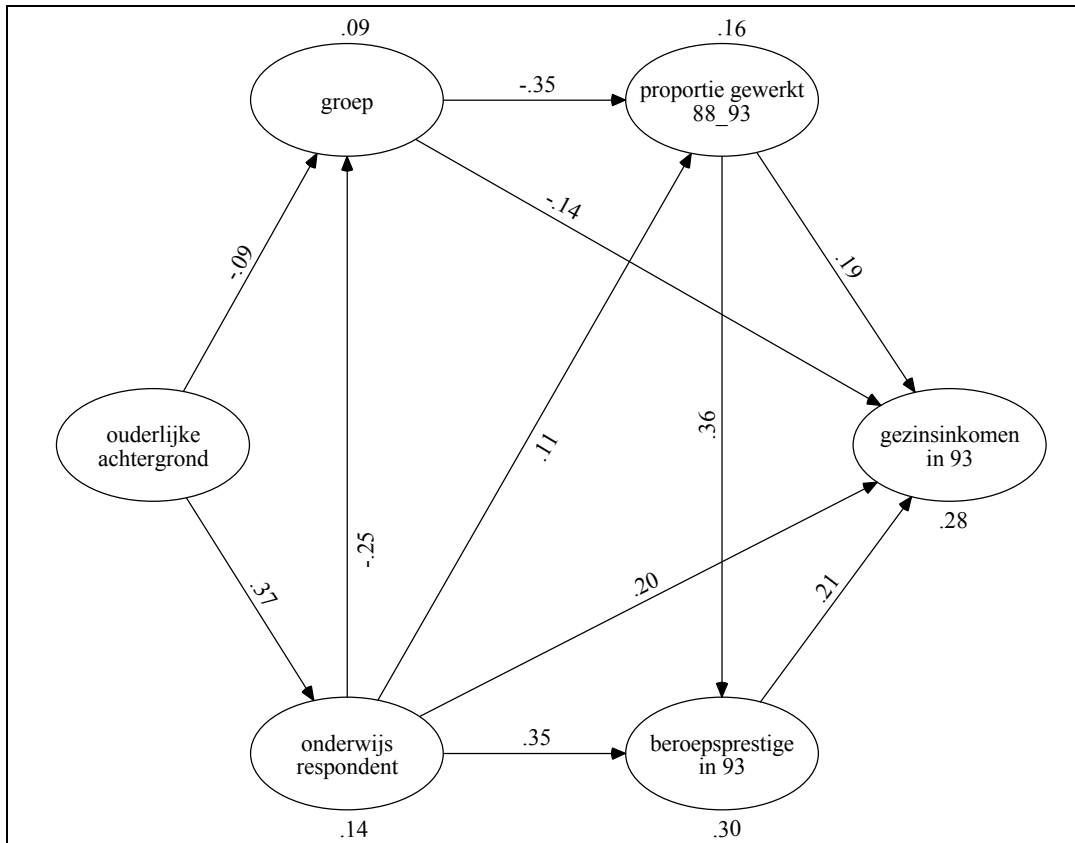 .09
.16
groep
-.35
proportie gewerkt
88_93
-.14
.19
-.09
.36
.11
ouderlijke
achtergrond
gezinsinkomen
in 93
.28
-.25
.37
.20
.21
onderwijs
respondent
.35
beroepsprestige
in 93
.14
.30